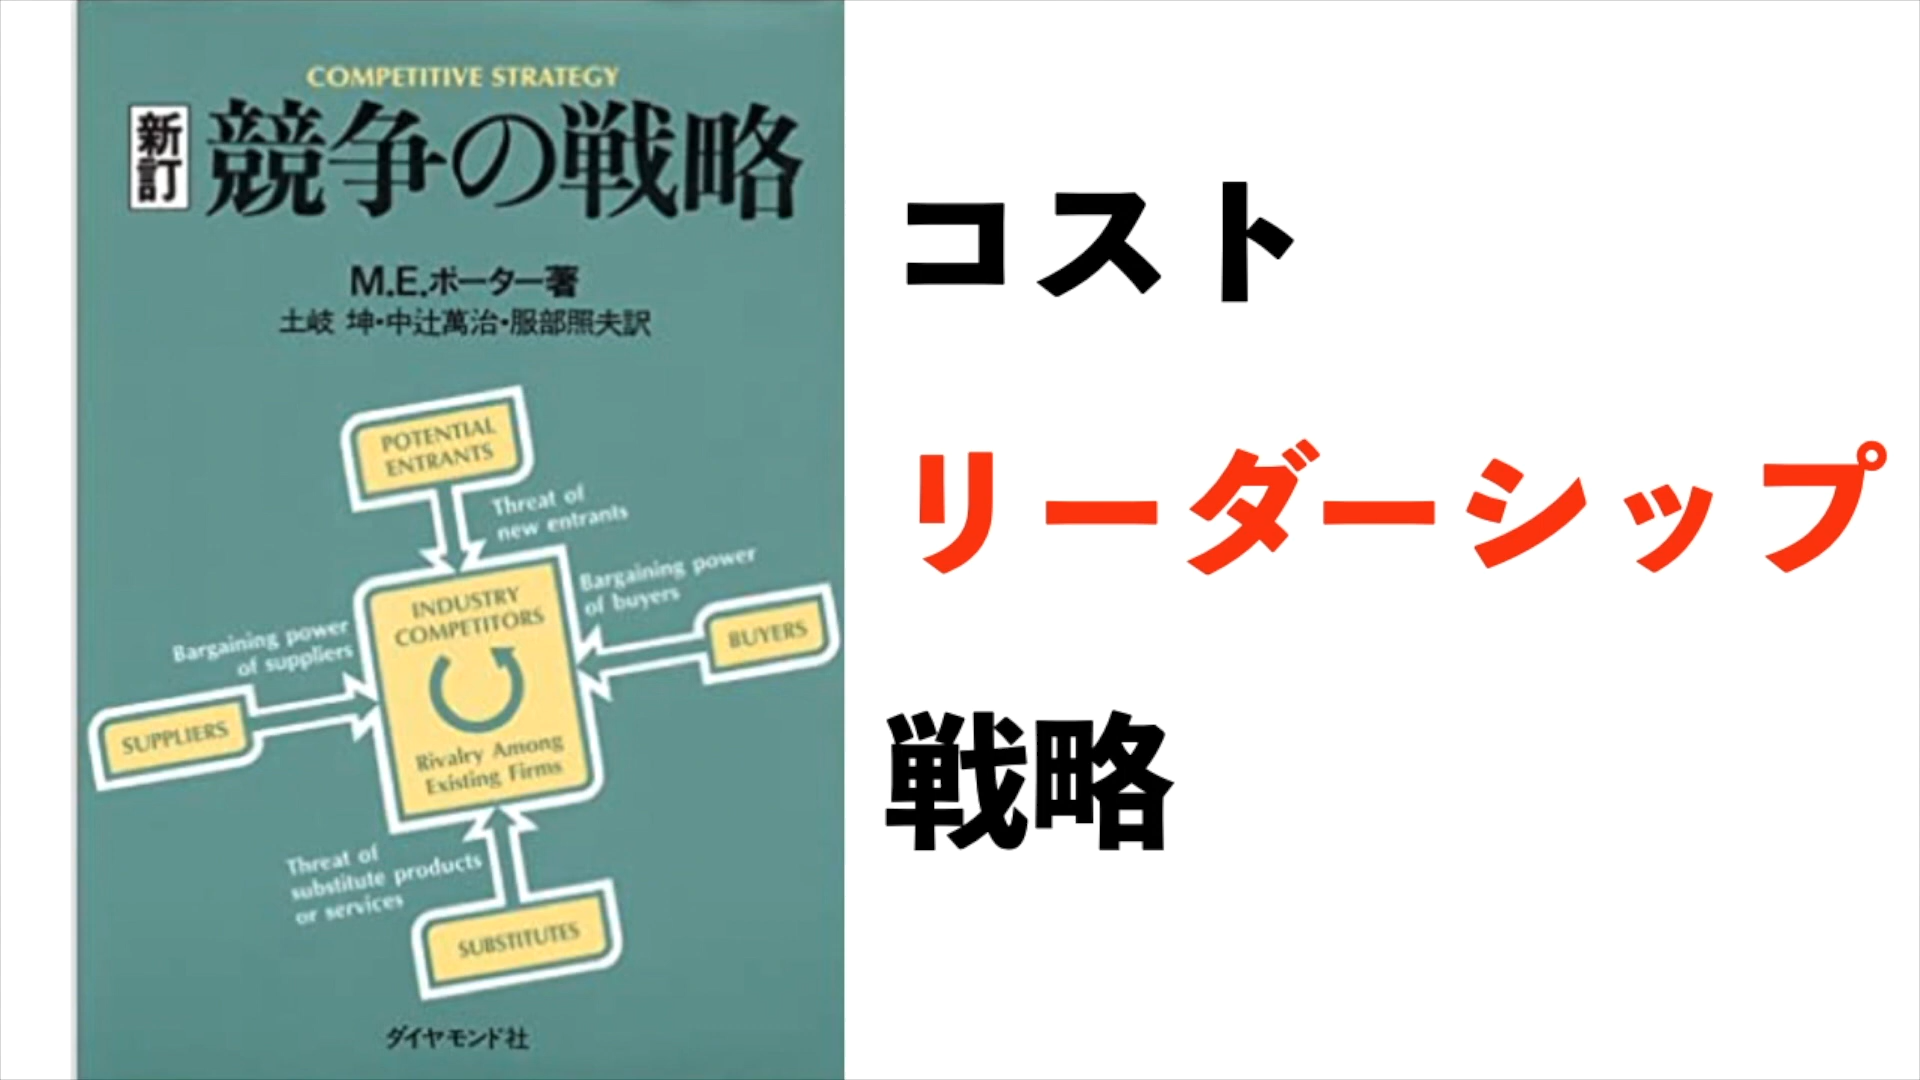 COMPETITIVE STRATEGY
新訂
競争の戦略
M.E.ポーター著
土岐 坤・中辻萬治・服部照夫訳
POTENTIAL
ENTRANTS
Threat of
new entrants
Bargaining power
of buyers
INDUSTRY
COMPETITORS
BUYERS
Bargaining power
of suppliers
SUPPLIERS
Rivalry Among
Existing Firms
Threat of
substitute products
or services
SUBSTITUTES
ダイヤモンド社
コスト
リーダーシップ
戦略